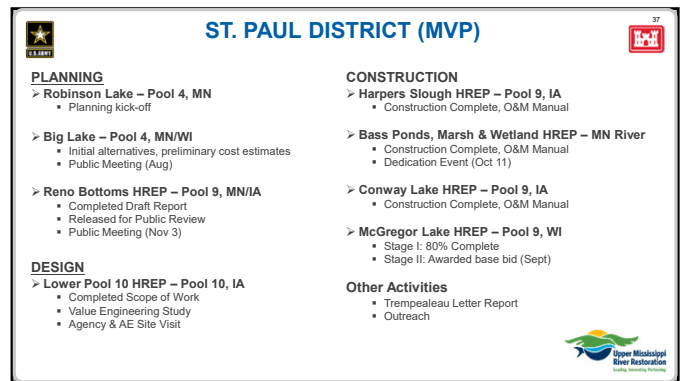 37
ST. PAUL DISTRICT (MVP)
U.S.ARMY
PLANNING
➢ Robinson Lake – Pool 4, MN
▪ Planning kick-off
➢ Big Lake – Pool 4, MN/WI
▪ Initial alternatives, preliminary cost estimates
▪ Public Meeting (Aug)
➢ Reno Bottoms HREP – Pool 9, MN/IA
▪ Completed Draft Report
▪ Released for Public Review
▪ Public Meeting (Nov 3)
DESIGN
➢ Lower Pool 10 HREP – Pool 10, IA
▪ Completed Scope of Work
▪ Value Engineering Study
▪ Agency & AE Site Visit
CONSTRUCTION
➢ Harpers Slough HREP – Pool 9, IA
▪ Construction Complete, O&M Manual
➢ Bass Ponds, Marsh & Wetland HREP – MN River
▪ Construction Complete, O&M Manual
▪ Dedication Event (Oct 11)
➢ Conway Lake HREP – Pool 9, IA
▪ Construction Complete, O&M Manual
➢ McGregor Lake HREP – Pool 9, WI
▪ Stage I: 80% Complete
▪ Stage II: Awarded base bid (Sept)
Other Activities
▪ Trempealeau Letter Report
▪ Outreach
Upper Mississippi
River Restoration
Leading, Innovating, Partnering